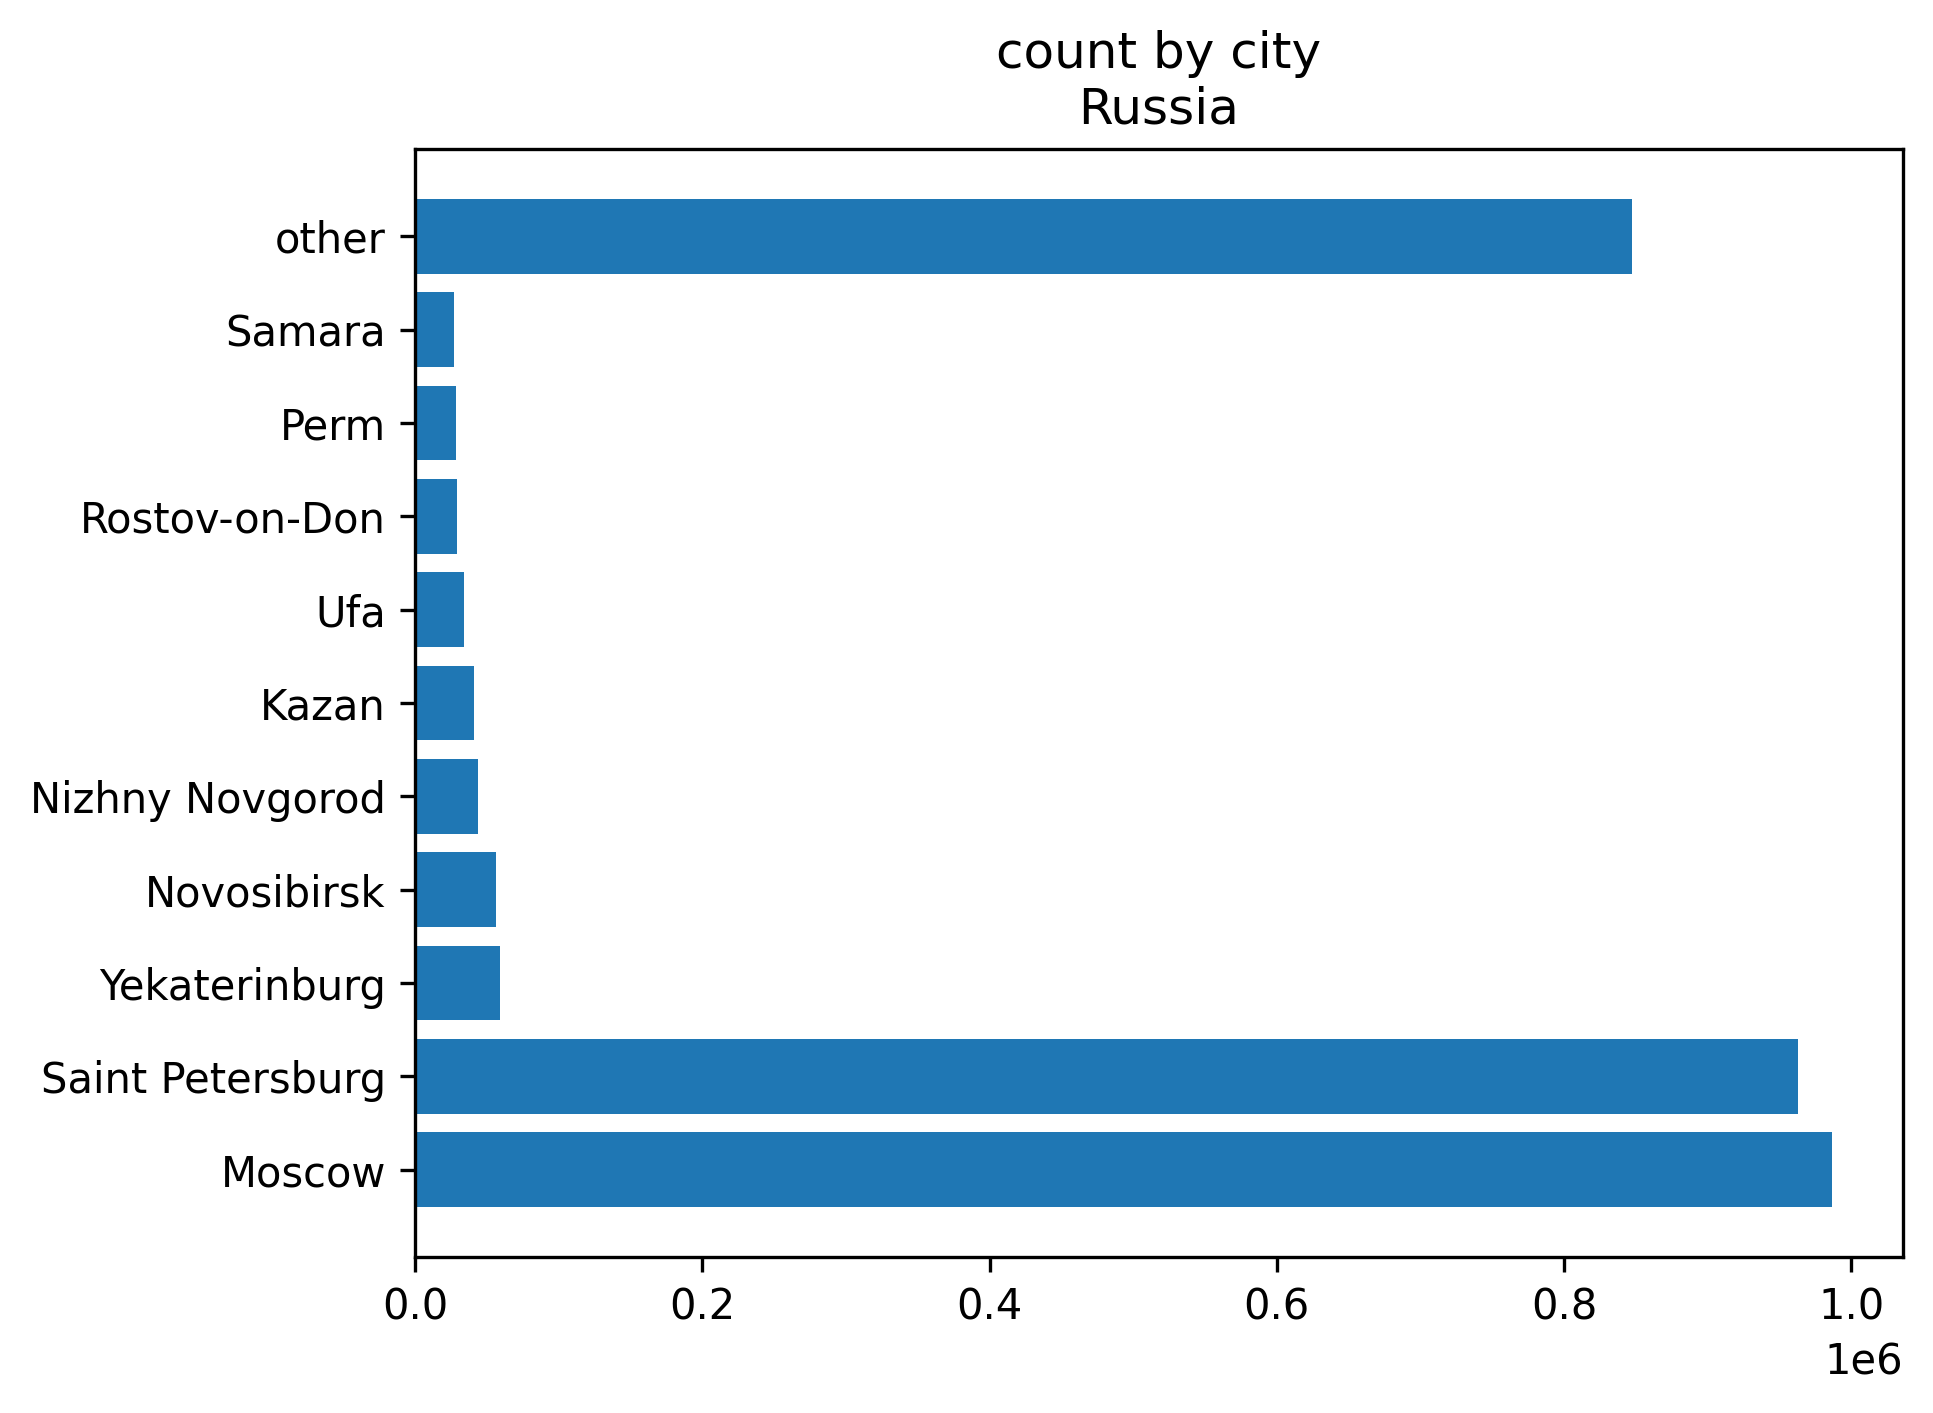 count by city
Russia
other
Samara
Perm
Rostov-on-Don
Ufa
Kazan
Nizhny Novgorod
Novosibirsk
Yekaterinburg
Saint Petersburg
Moscow
0.0 0.2 0.4 0.6 0.8 1.0
1e6